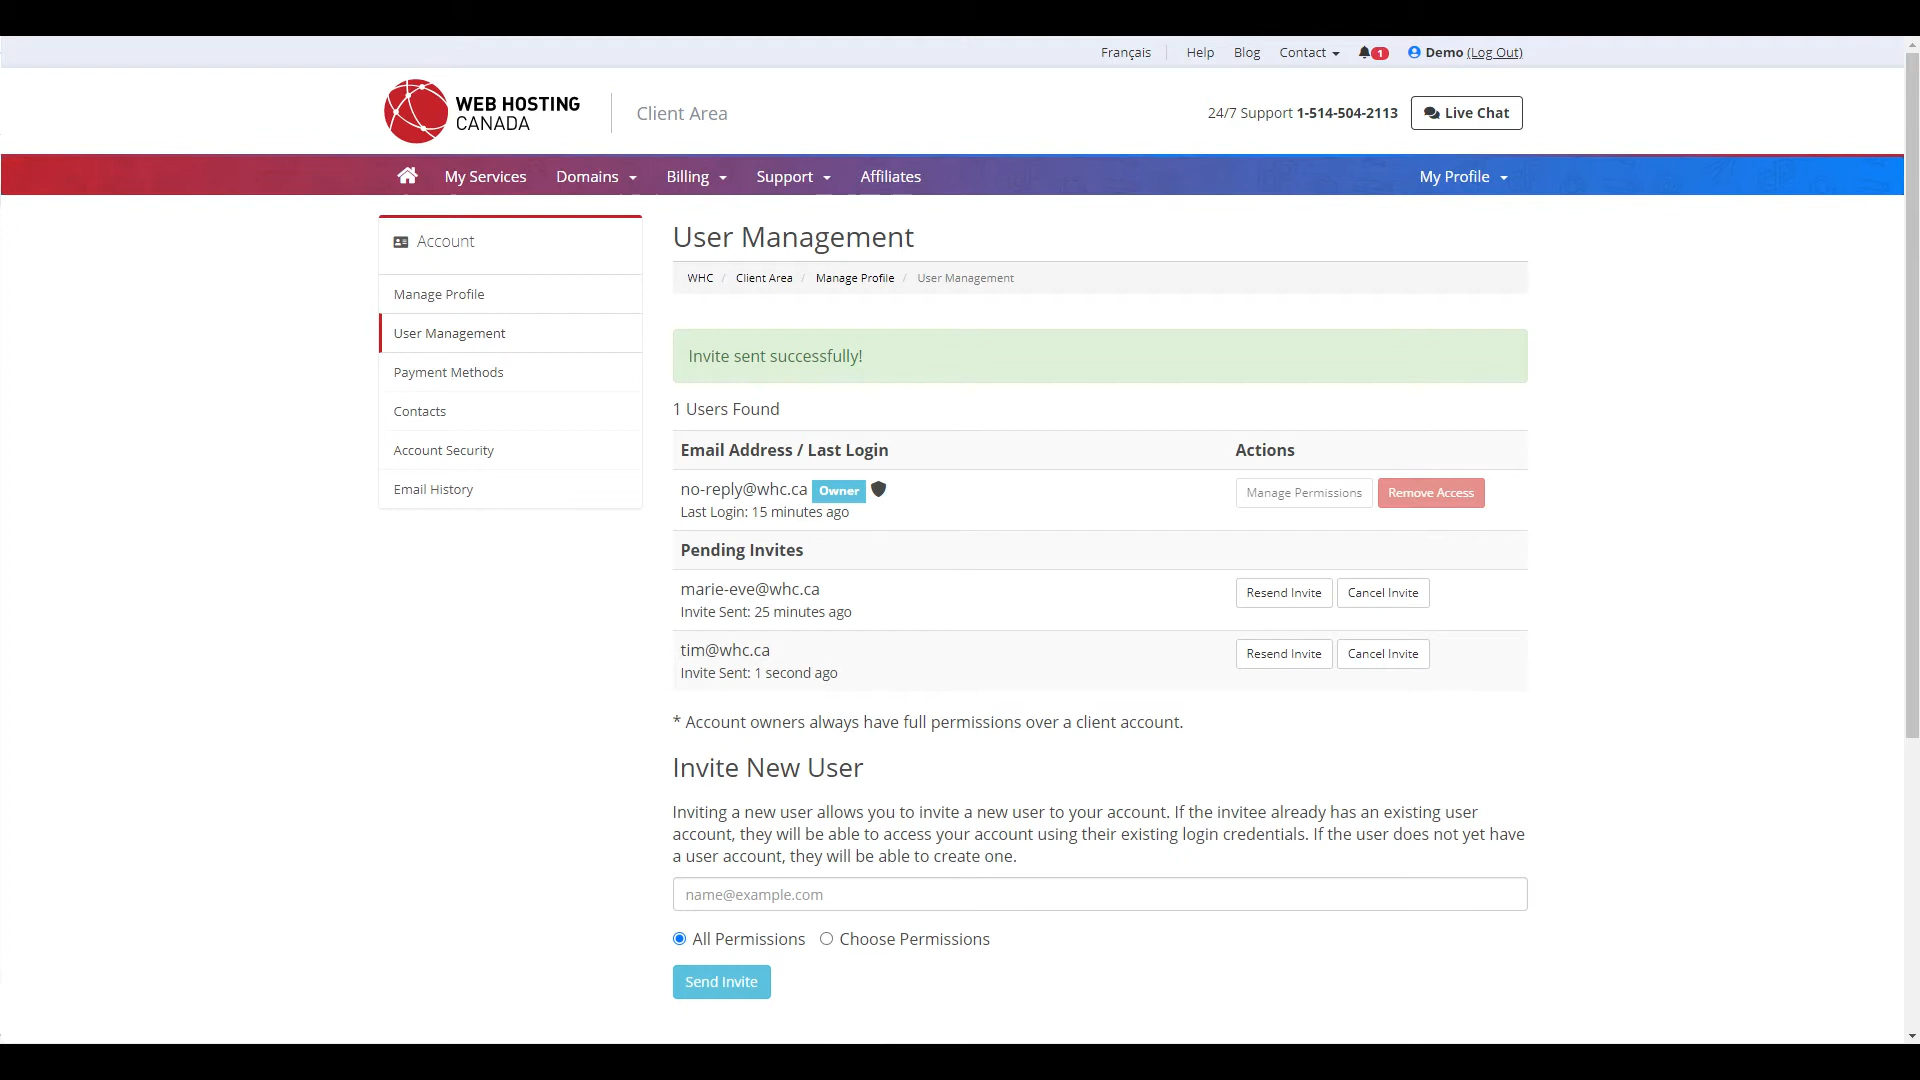 Français Help Blog Contact 1 Demo (Log Out)
WEB HOSTING
CANADA
Client Area
24/7 Support 1-514-504-2113 Live Chat
My Services Domains Billing Support Affiliates My Profile
Account
Manage Profile
User Management
Payment Methods
Contacts
Account Security
Email History
User Management
WHC / Client Area / Manage Profile / User Management
Invite sent successfully!
1 Users Found
Email Address / Last Login Actions
no-reply@whc.ca Owner Manage Permissions Remove Access
Last Login: 15 minutes ago
Pending Invites
marie-eve@whc.ca Resend Invite Cancel Invite
Invite Sent: 25 minutes ago
tim@whc.ca Resend Invite Cancel Invite
Invite Sent: 1 second ago
* Account owners always have full permissions over a client account.
Invite New User
Inviting a new user allows you to invite a new user to your account. If the invitee already has an existing user
account, they will be able to access your account using their existing login credentials. If the user does not yet have
a user account, they will be able to create one.
name@example.com
All Permissions Choose Permissions
Send Invite